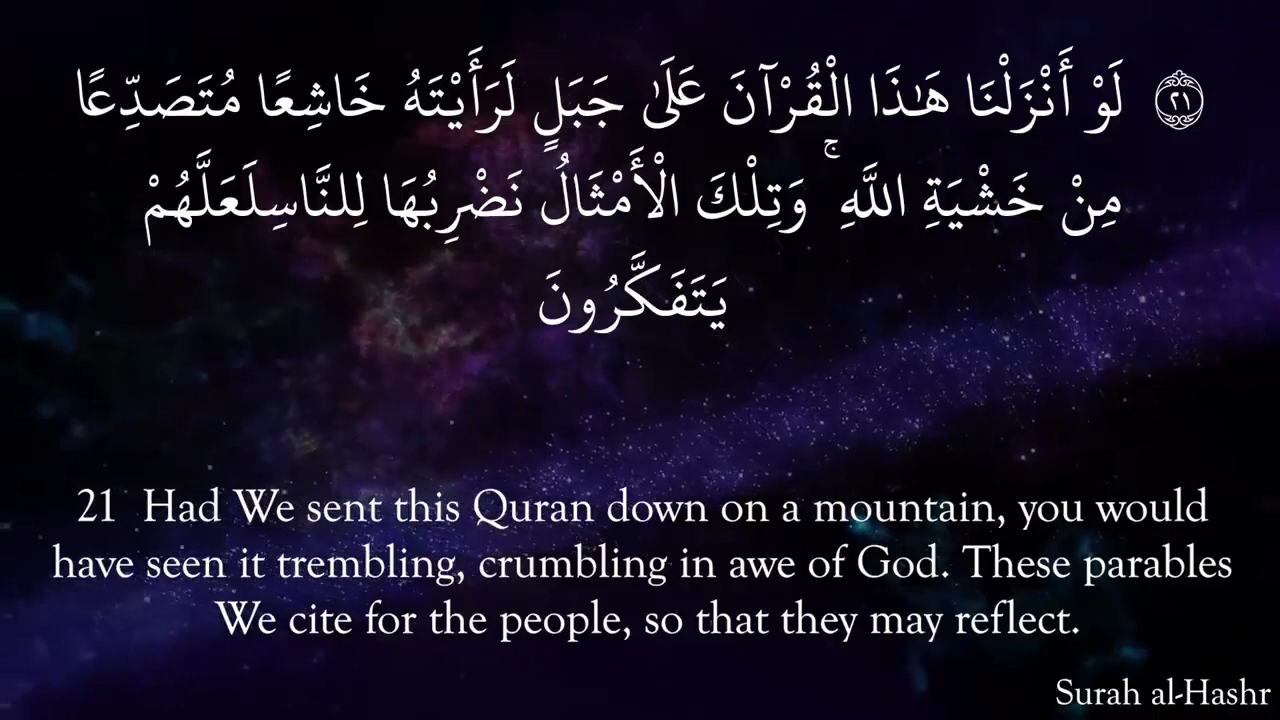 ۝٢١ لَوْ أَنْزَلْنَا هَٰذَا الْقُرْآنَ عَلَىٰ جَبَلٍ لَرَأَيْتَهُ خَاشِعًا مُتَصَدِّعًا
مِنْ خَشْيَةِ اللَّهِ ۚ وَتِلْكَ الْأَمْثَالُ نَضْرِبُهَا لِلنَّاسِلَعَلَّهُمْ
يَتَفَكَّرُونَ
21 Had We sent this Quran down on a mountain, you would
have seen it trembling, crumbling in awe of God. These parables
We cite for the people, so that they may reflect.
Surah al-Hashr